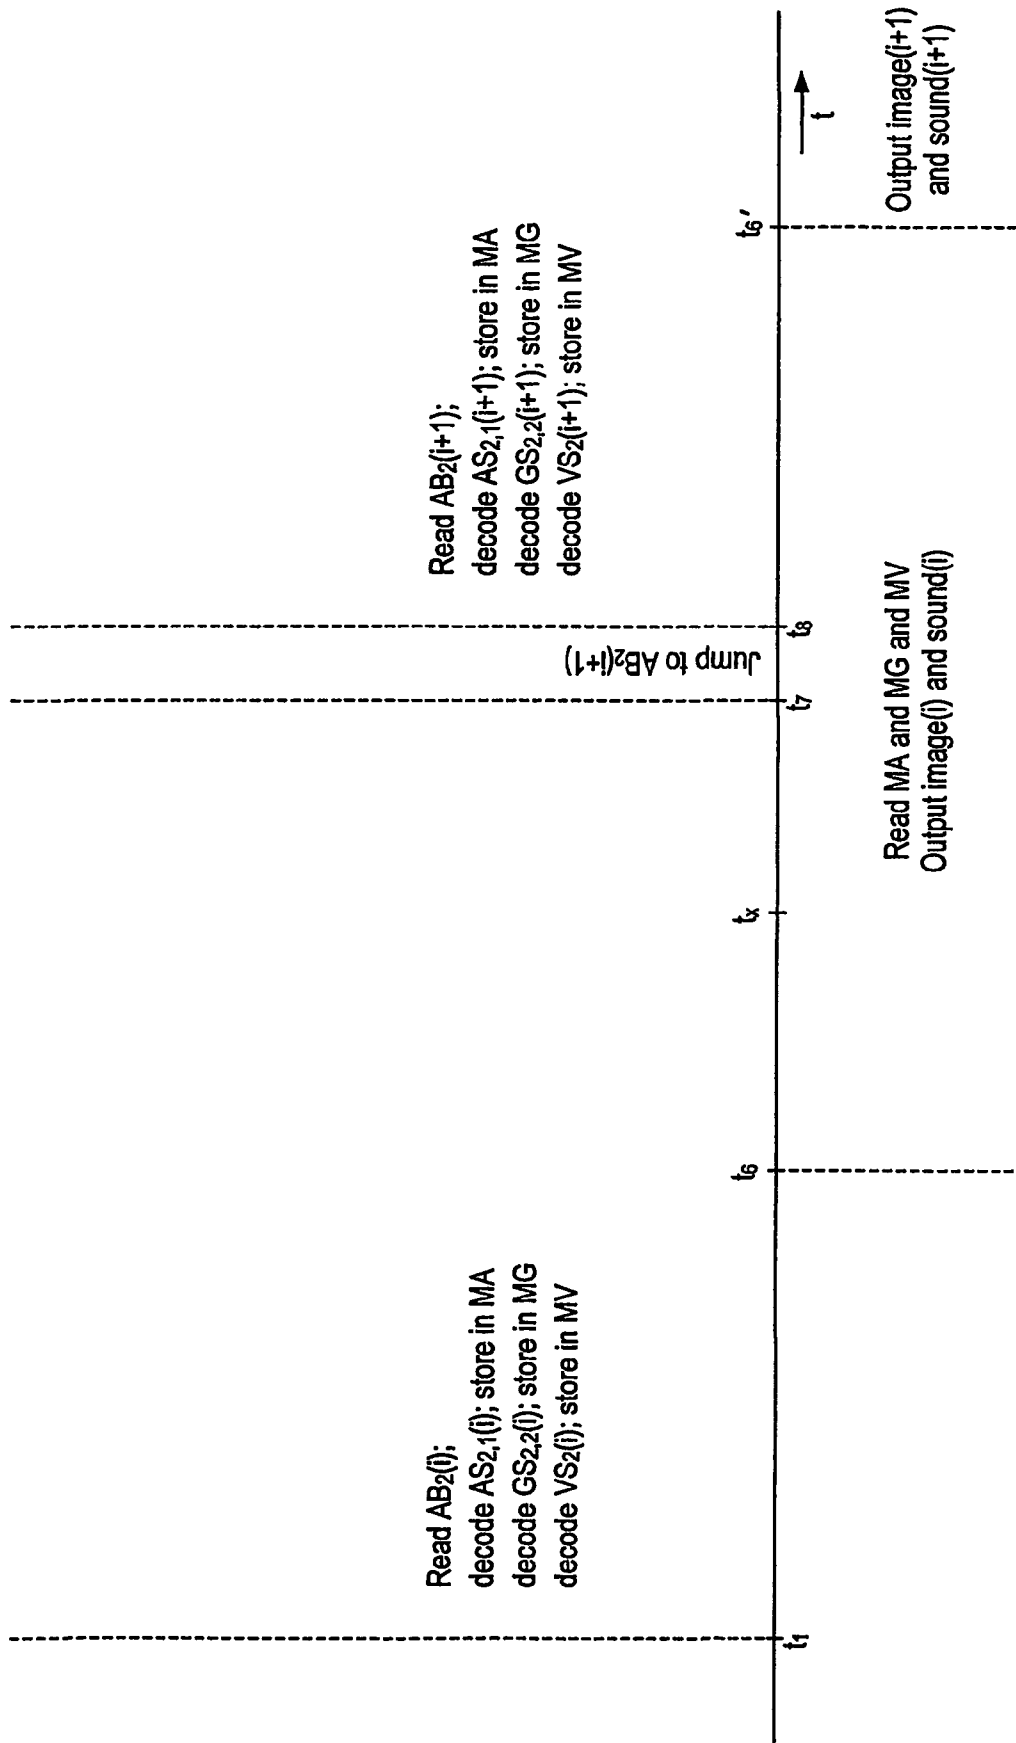 Read AB2(i);
decode AS2,1(i); store in MA
decode GS2,2(i); store in MG
decode VS2(i); store in MV
Jump to AB2(i+1)
Read AB2(i+1);
decode AS2,1(i+1); store in MA
decode GS2,2(i+1); store in MG
decode VS2(i+1); store in MV
t1
t6
tx
t7
t8
t6'
t
Read MA and MG and MV
Output image(i) and sound(i)
Output image(i+1)
and sound(i+1)